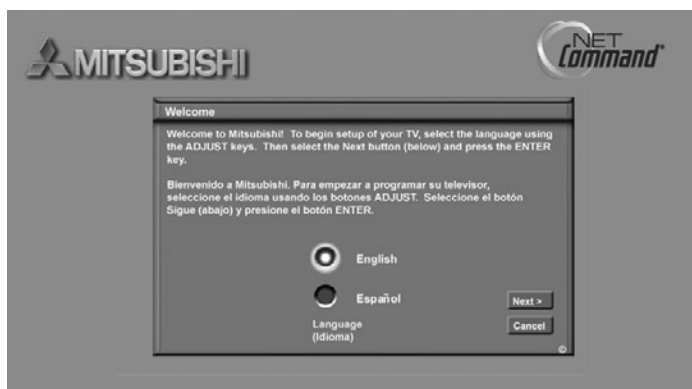 MITSUBISHI
NET
Command
Welcome
Welcome to Mitsubishi! To begin setup of your TV, select the language using
the ADJUST keys. Then select the Next button (below) and press the ENTER
key.
Bienvenido a Mitsubishi. Para empezar a programar su televisor,
seleccione el idioma usando los botones ADJUST. Seleccione el botón
Sigue (abajo) y presione el botón ENTER.
English
Español
Language
(Idioma)
Next >
Cancel
©